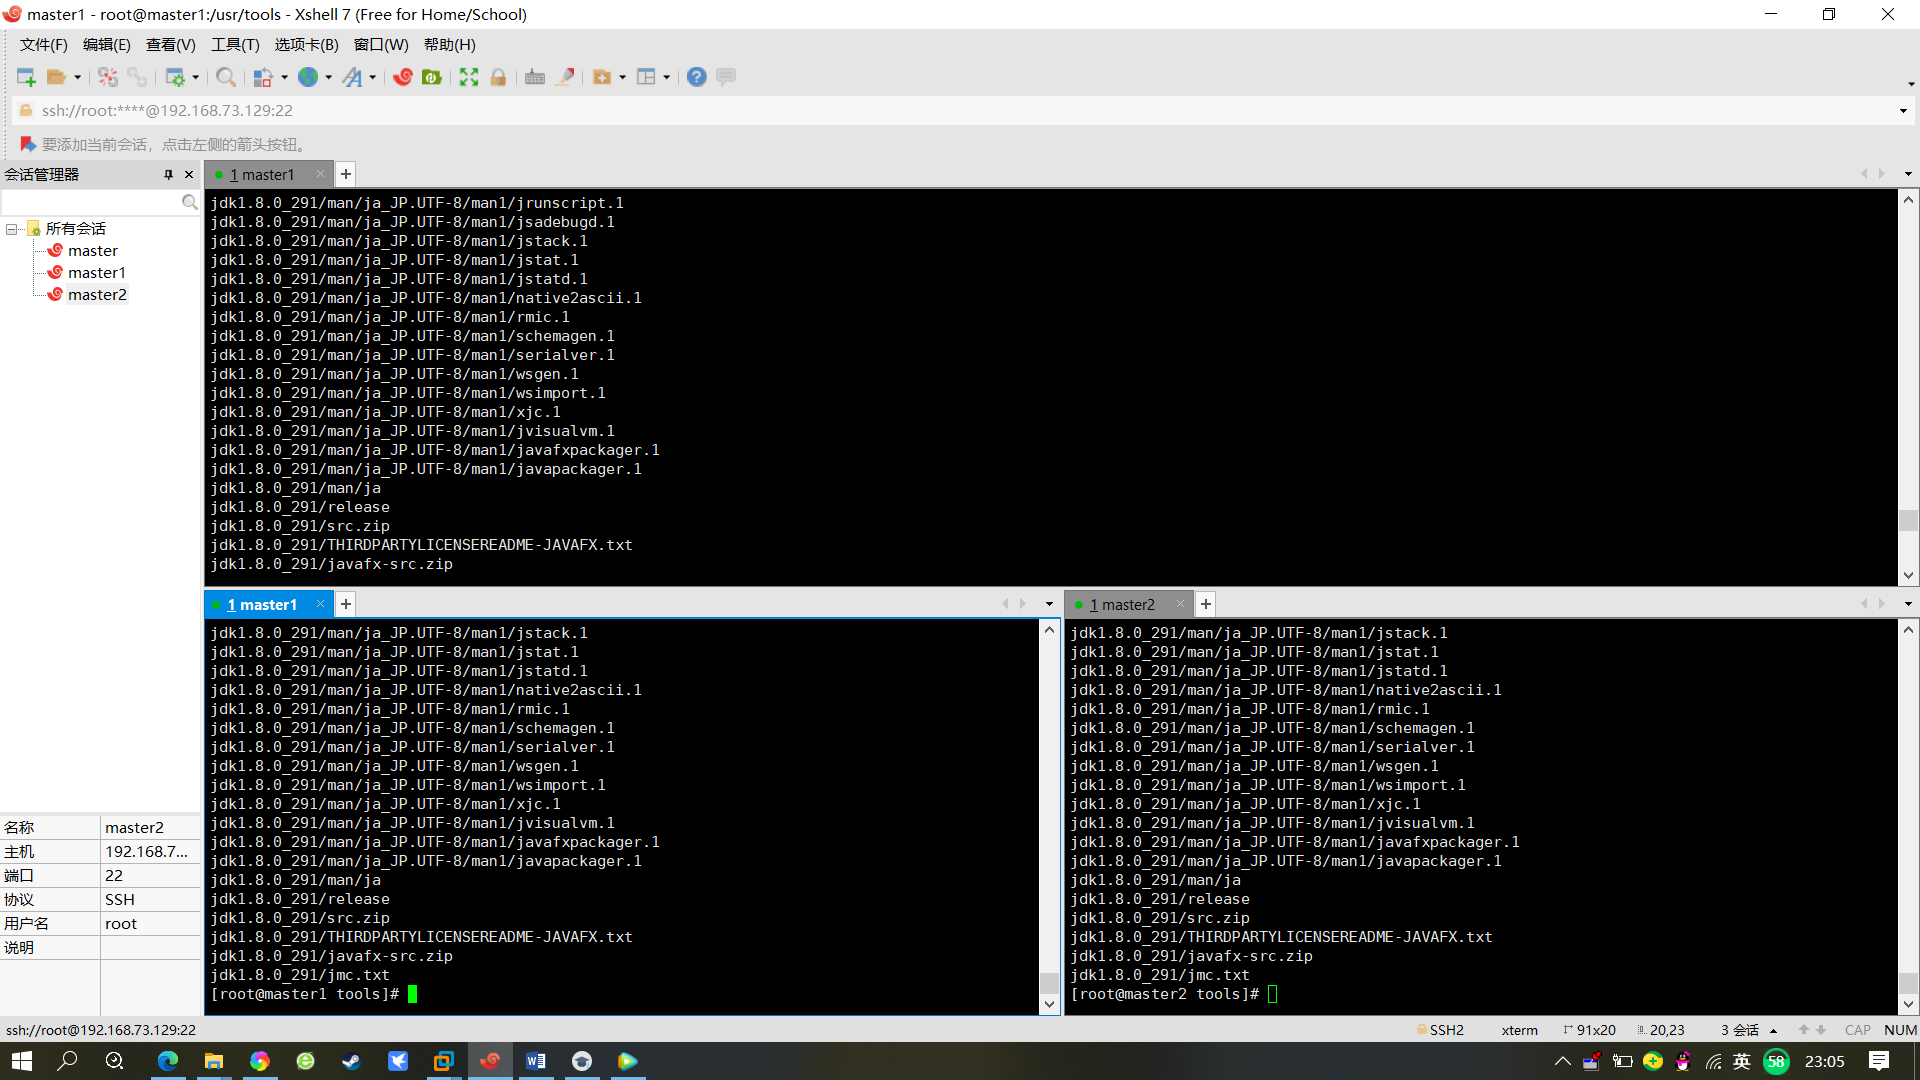 master1 - root@master1:/usr/tools - Xshell 7 (Free for Home/School)
文件(F) 编辑(E) 查看(V) 工具(T) 选项卡(B) 窗口(W) 帮助(H)
ssh://root:****@192.168.73.129:22
要添加当前会话，点击左侧的箭头按钮。
会话管理器
所有会话
master
master1
master2
名称 master2
主机 192.168.7...
端口 22
协议 SSH
用户名 root
说明
1 master1
jdk1.8.0_291/man/ja_JP.UTF-8/man1/jrunscript.1
jdk1.8.0_291/man/ja_JP.UTF-8/man1/jsadebugd.1
jdk1.8.0_291/man/ja_JP.UTF-8/man1/jstack.1
jdk1.8.0_291/man/ja_JP.UTF-8/man1/jstat.1
jdk1.8.0_291/man/ja_JP.UTF-8/man1/jstatd.1
jdk1.8.0_291/man/ja_JP.UTF-8/man1/native2ascii.1
jdk1.8.0_291/man/ja_JP.UTF-8/man1/rmic.1
jdk1.8.0_291/man/ja_JP.UTF-8/man1/schemagen.1
jdk1.8.0_291/man/ja_JP.UTF-8/man1/serialver.1
jdk1.8.0_291/man/ja_JP.UTF-8/man1/wsgen.1
jdk1.8.0_291/man/ja_JP.UTF-8/man1/wsimport.1
jdk1.8.0_291/man/ja_JP.UTF-8/man1/xjc.1
jdk1.8.0_291/man/ja_JP.UTF-8/man1/jvisualvm.1
jdk1.8.0_291/man/ja_JP.UTF-8/man1/javafxpackager.1
jdk1.8.0_291/man/ja_JP.UTF-8/man1/javapackager.1
jdk1.8.0_291/man/ja
jdk1.8.0_291/release
jdk1.8.0_291/src.zip
jdk1.8.0_291/THIRDPARTYLICENSEREADME-JAVAFX.txt
jdk1.8.0_291/javafx-src.zip
1 master1
jdk1.8.0_291/man/ja_JP.UTF-8/man1/jstack.1
jdk1.8.0_291/man/ja_JP.UTF-8/man1/jstat.1
jdk1.8.0_291/man/ja_JP.UTF-8/man1/jstatd.1
jdk1.8.0_291/man/ja_JP.UTF-8/man1/native2ascii.1
jdk1.8.0_291/man/ja_JP.UTF-8/man1/rmic.1
jdk1.8.0_291/man/ja_JP.UTF-8/man1/schemagen.1
jdk1.8.0_291/man/ja_JP.UTF-8/man1/serialver.1
jdk1.8.0_291/man/ja_JP.UTF-8/man1/wsgen.1
jdk1.8.0_291/man/ja_JP.UTF-8/man1/wsimport.1
jdk1.8.0_291/man/ja_JP.UTF-8/man1/xjc.1
jdk1.8.0_291/man/ja_JP.UTF-8/man1/jvisualvm.1
jdk1.8.0_291/man/ja_JP.UTF-8/man1/javafxpackager.1
jdk1.8.0_291/man/ja_JP.UTF-8/man1/javapackager.1
jdk1.8.0_291/man/ja
jdk1.8.0_291/release
jdk1.8.0_291/src.zip
jdk1.8.0_291/THIRDPARTYLICENSEREADME-JAVAFX.txt
jdk1.8.0_291/javafx-src.zip
jdk1.8.0_291/jmc.txt
[root@master1 tools]#
1 master2
jdk1.8.0_291/man/ja_JP.UTF-8/man1/jstack.1
jdk1.8.0_291/man/ja_JP.UTF-8/man1/jstat.1
jdk1.8.0_291/man/ja_JP.UTF-8/man1/jstatd.1
jdk1.8.0_291/man/ja_JP.UTF-8/man1/native2ascii.1
jdk1.8.0_291/man/ja_JP.UTF-8/man1/rmic.1
jdk1.8.0_291/man/ja_JP.UTF-8/man1/schemagen.1
jdk1.8.0_291/man/ja_JP.UTF-8/man1/serialver.1
jdk1.8.0_291/man/ja_JP.UTF-8/man1/wsgen.1
jdk1.8.0_291/man/ja_JP.UTF-8/man1/wsimport.1
jdk1.8.0_291/man/ja_JP.UTF-8/man1/xjc.1
jdk1.8.0_291/man/ja_JP.UTF-8/man1/jvisualvm.1
jdk1.8.0_291/man/ja_JP.UTF-8/man1/javafxpackager.1
jdk1.8.0_291/man/ja_JP.UTF-8/man1/javapackager.1
jdk1.8.0_291/man/ja
jdk1.8.0_291/release
jdk1.8.0_291/src.zip
jdk1.8.0_291/THIRDPARTYLICENSEREADME-JAVAFX.txt
jdk1.8.0_291/javafx-src.zip
jdk1.8.0_291/jmc.txt
[root@master2 tools]#
ssh://root@192.168.73.129:22 SSH2 xterm 91x20 20,23 3 会话 CAP NUM
英 58 23:05